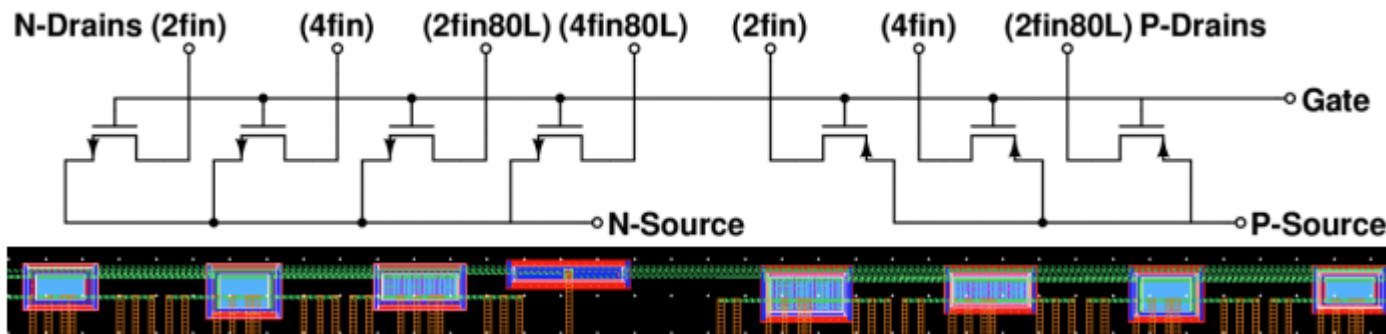 N-Drains (2fin) (4fin) (2fin80L) (4fin80L) (2fin) (4fin) (2fin80L) P-Drains
Gate
N-Source P-Source